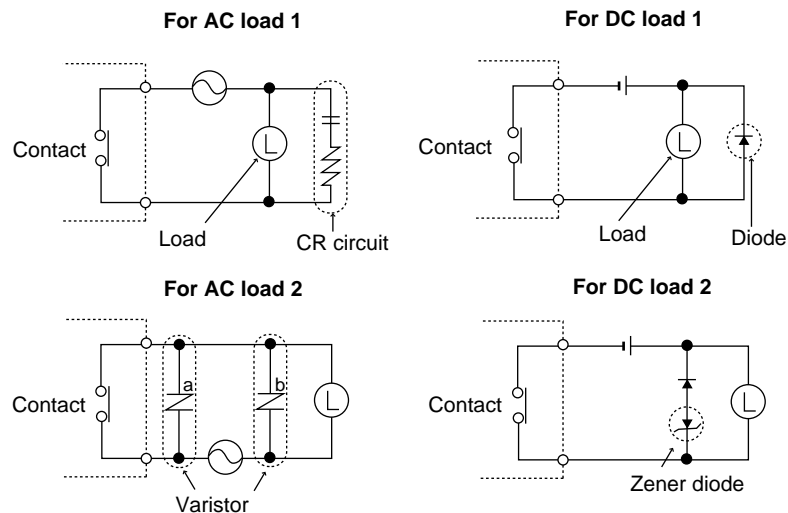 For AC load 1
Contact
L
Load
CR circuit
For DC load 1
Contact
L
Load
Diode
For AC load 2
Contact
a
b
L
Varistor
For DC load 2
Contact
L
Zener diode